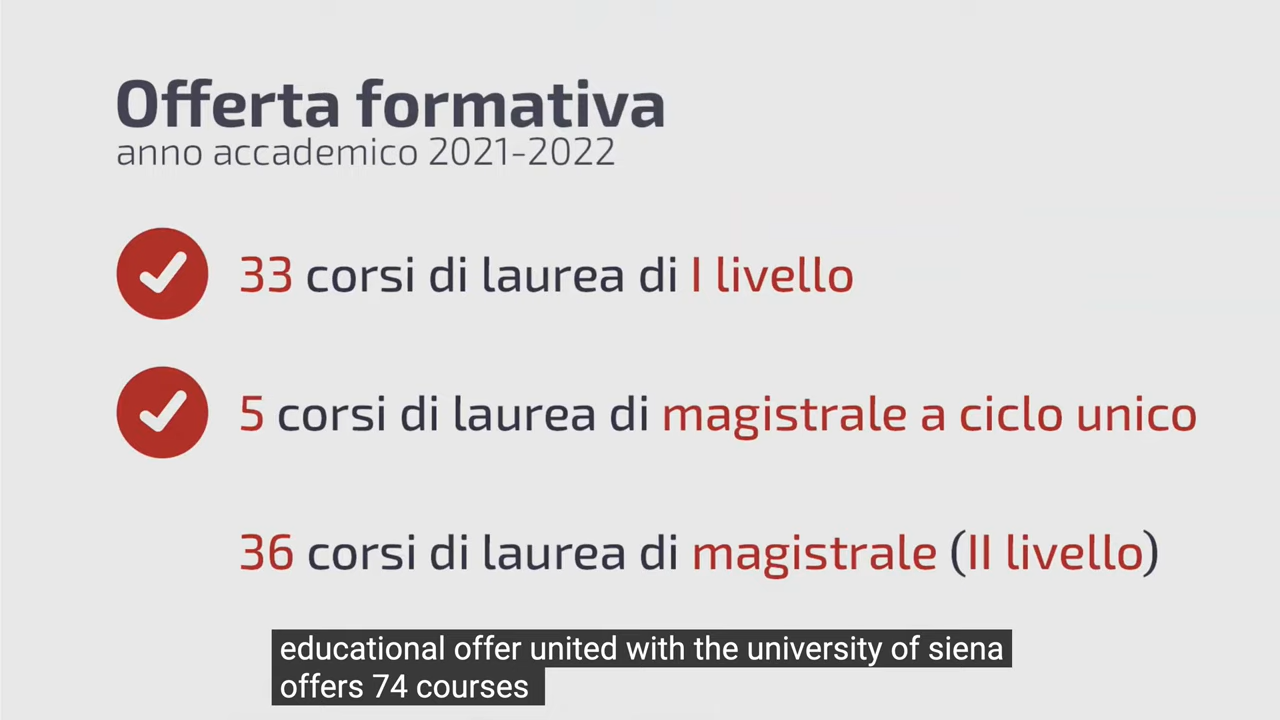 Offerta formativa
anno accademico 2021-2022
33 corsi di laurea di I livello
5 corsi di laurea di magistrale a ciclo unico
36 corsi di laurea di magistrale (II livello)
educational offer united with the university of siena
offers 74 courses